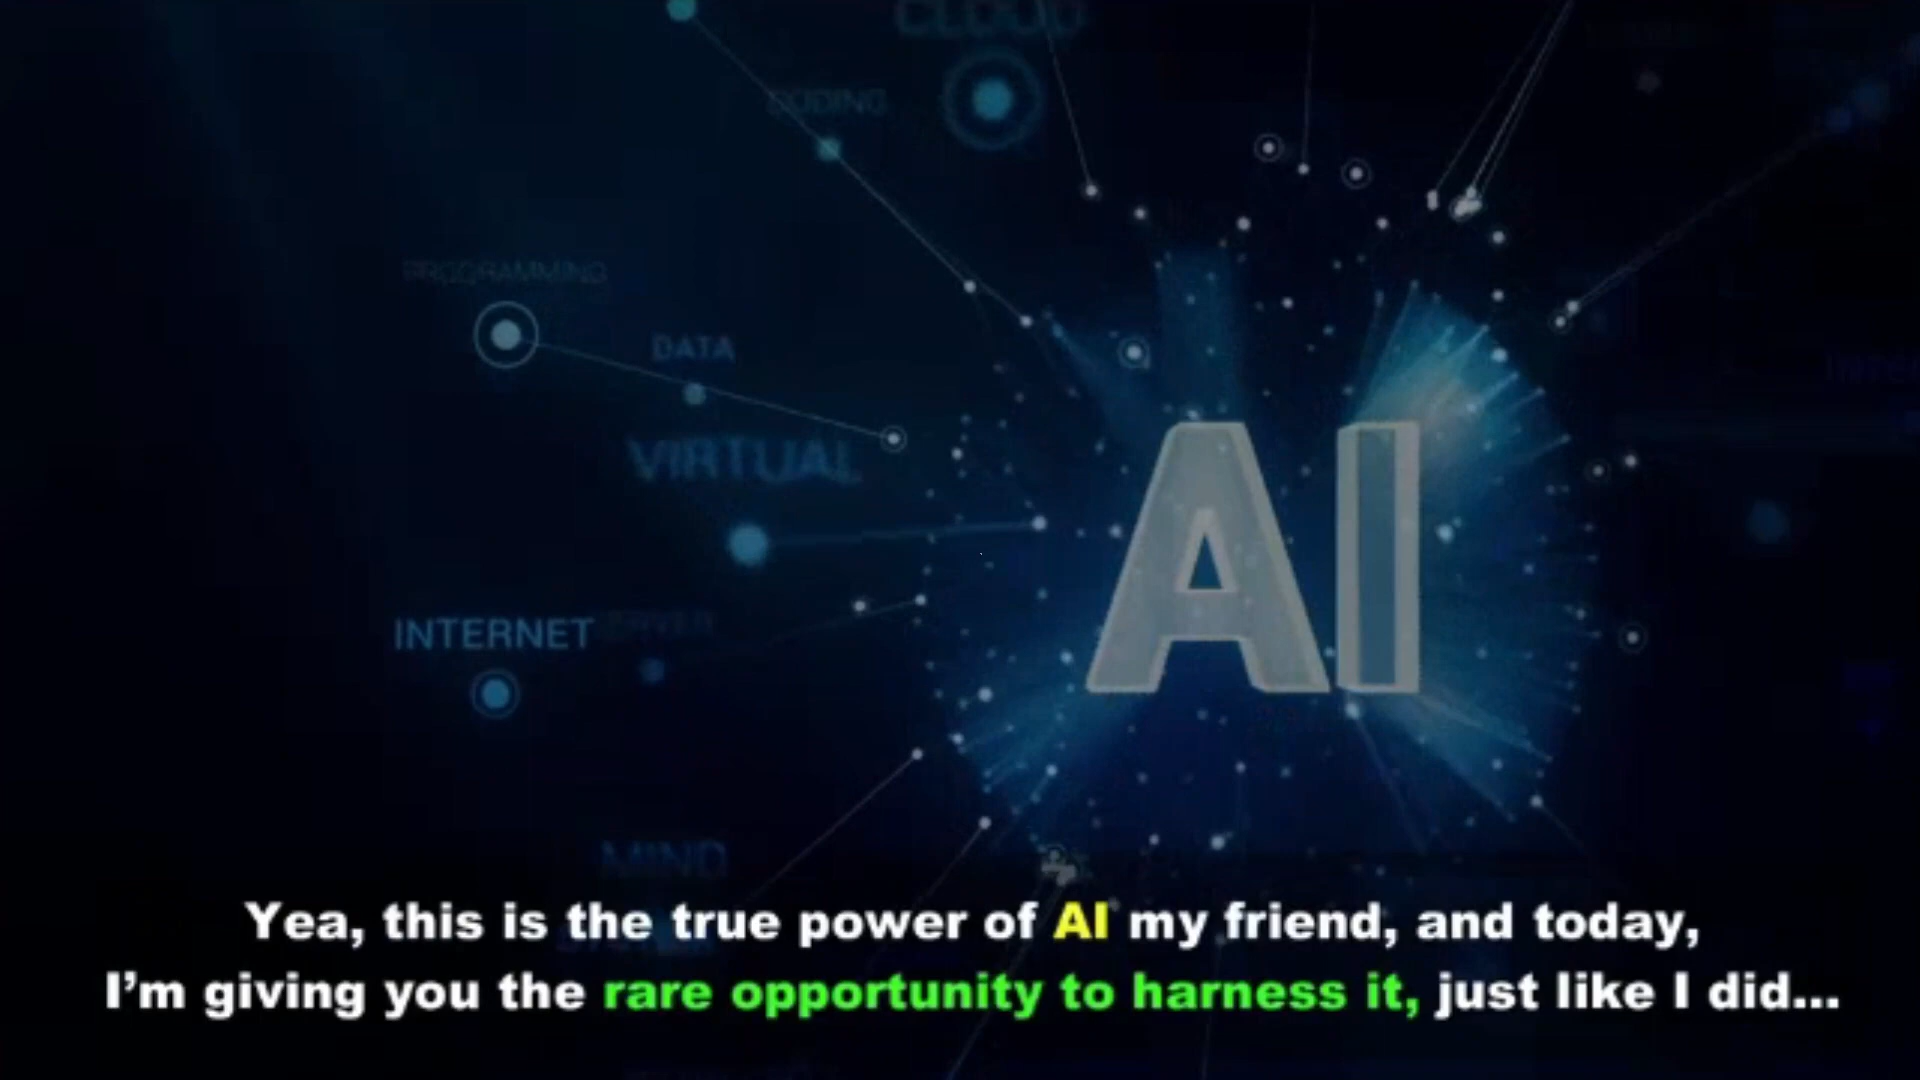 CLOUD
CODING
PROGRAMMING
DATA
VIRTUAL
INTERNET
MIND
AI
Yea, this is the true power of AI my friend, and today,
I’m giving you the rare opportunity to harness it, just like I did...